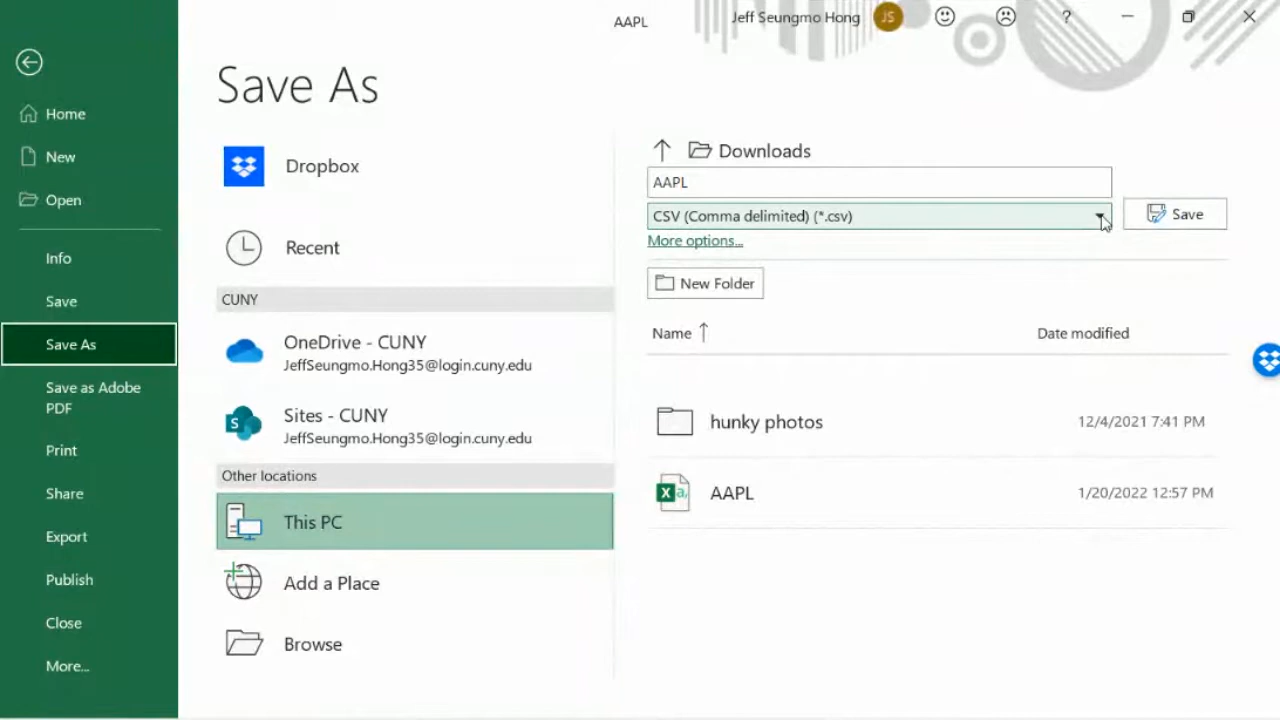 AAPL
Jeff Seungmo Hong
JS
?
Save As
Home
New
Open
Info
Save
Save As
Save as Adobe
PDF
Print
Share
Export
Publish
Close
More...
Dropbox
Recent
CUNY
OneDrive - CUNY
JeffSeungmo.Hong35@login.cuny.edu
Sites - CUNY
JeffSeungmo.Hong35@login.cuny.edu
Other locations
This PC
Add a Place
Browse
Downloads
AAPL
CSV (Comma delimited) (*.csv)
Save
More options...
New Folder
Name ↑ Date modified
hunky photos 12/4/2021 7:41 PM
AAPL 1/20/2022 12:57 PM